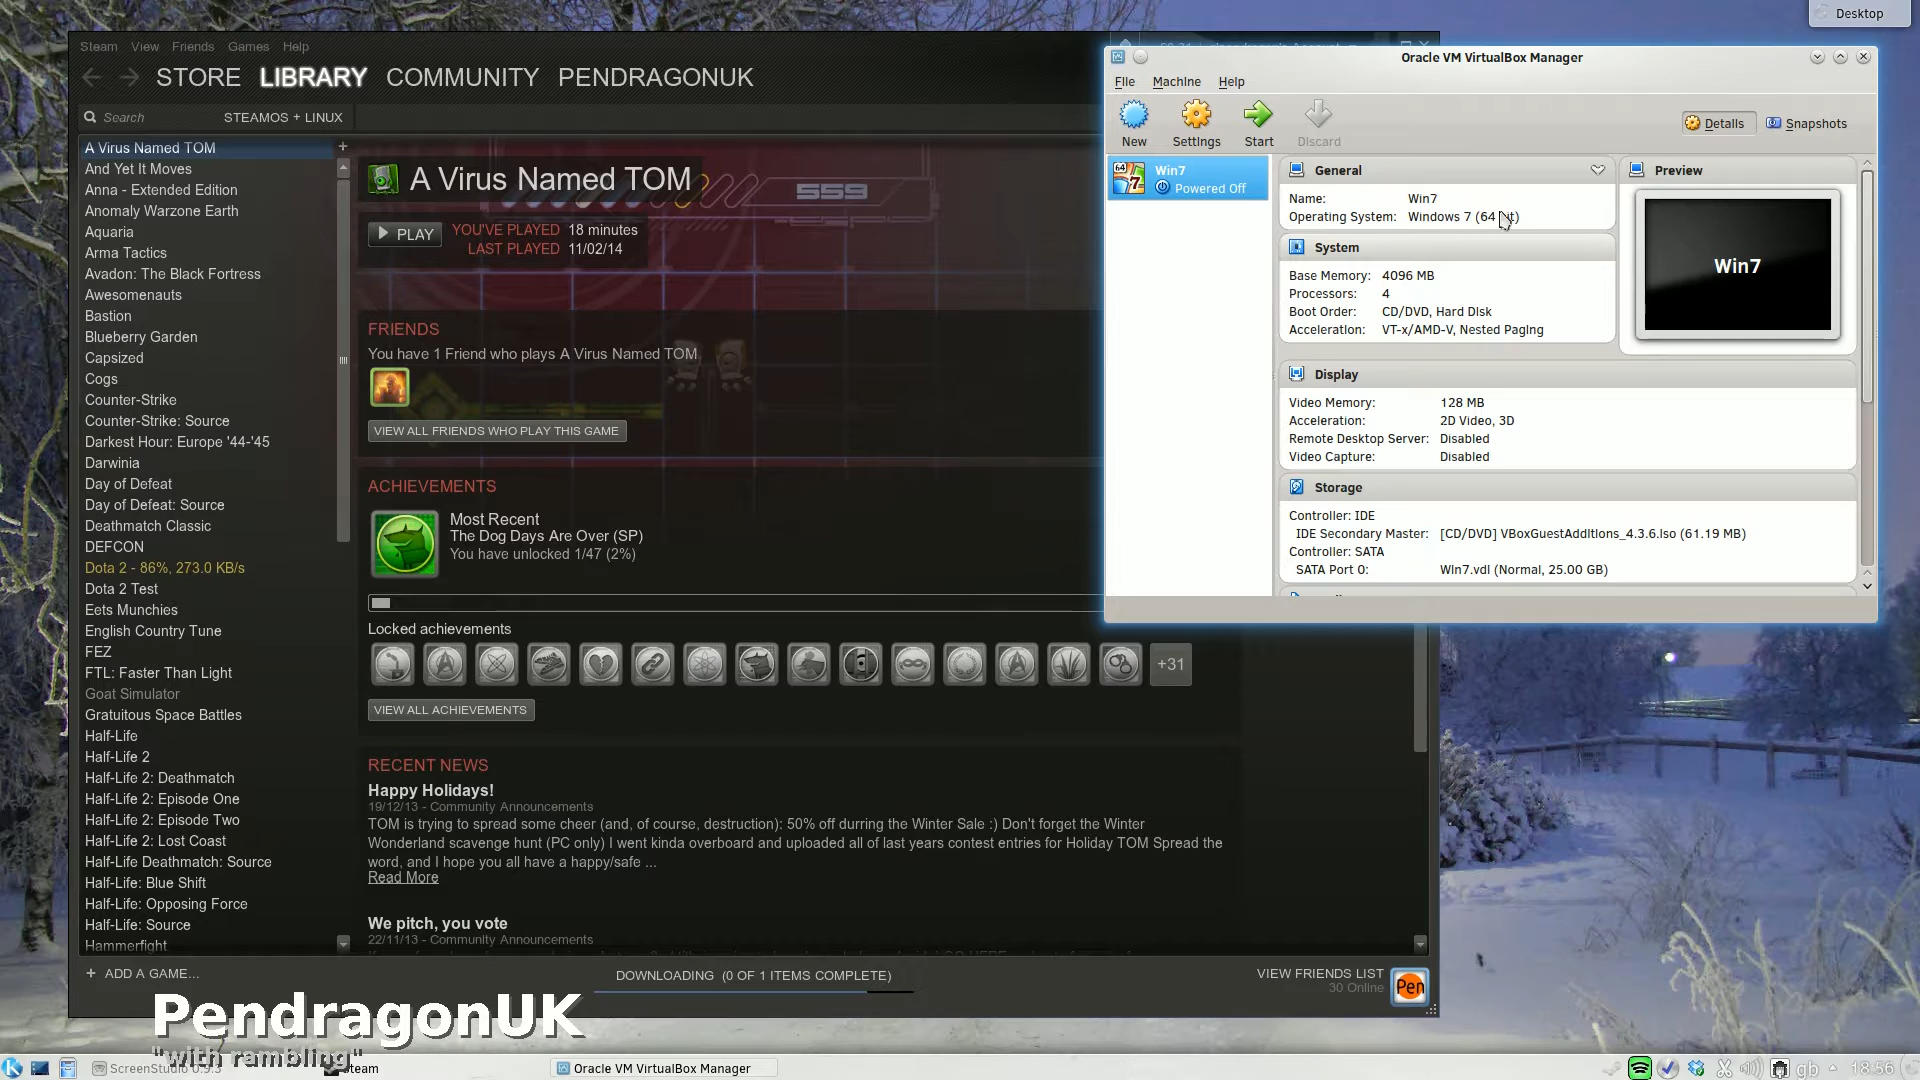 Desktop
Steam View Friends Games Help
STORE LIBRARY COMMUNITY PENDRAGONUK
Search
STEAMOS + LINUX
A Virus Named TOM
And Yet It Moves
Anna - Extended Edition
Anomaly Warzone Earth
Aquaria
Arma Tactics
Avadon: The Black Fortress
Awesomenauts
Bastion
Blueberry Garden
Capsized
Cogs
Counter-Strike
Counter-Strike: Source
Darkest Hour: Europe '44-'45
Darwinia
Day of Defeat
Day of Defeat: Source
Deathmatch Classic
DEFCON
Dota 2 - 86%, 273.0 KB/s
Dota 2 Test
Eets Munchies
English Country Tune
FEZ
FTL: Faster Than Light
Goat Simulator
Gratuitous Space Battles
Half-Life
Half-Life 2
Half-Life 2: Deathmatch
Half-Life 2: Episode One
Half-Life 2: Episode Two
Half-Life 2: Lost Coast
Half-Life Deathmatch: Source
Half-Life: Blue Shift
Half-Life: Opposing Force
Half-Life: Source
Hammerfight
+ ADD A GAME...
A Virus Named TOM
559
PLAY
YOU'VE PLAYED 18 minutes
LAST PLAYED 11/02/14
FRIENDS
You have 1 Friend who plays A Virus Named TOM
VIEW ALL FRIENDS WHO PLAY THIS GAME
ACHIEVEMENTS
Most Recent
The Dog Days Are Over (SP)
You have unlocked 1/47 (2%)
Locked achievements
+31
VIEW ALL ACHIEVEMENTS
RECENT NEWS
Happy Holidays!
19/12/13 - Community Announcements
TOM is trying to spread some cheer (and, of course, destruction): 50% off durring the Winter Sale :) Don't forget the Winter
Wonderland scavenge hunt (PC only) I went kinda overboard and uploaded all of last years contest entries for Holiday TOM Spread the
word, and I hope you all have a happy/safe ...
Read More
We pitch, you vote
22/11/13 - Community Announcements
DOWNLOADING (0 OF 1 ITEMS COMPLETE)
VIEW FRIENDS LIST
30 Online
Pen
Oracle VM VirtualBox Manager
File Machine Help
New Settings Start Discard
Details Snapshots
64 7
Win7
Powered Off
General
Name: Win7
Operating System: Windows 7 (64
System
Base Memory: 4096 MB
Processors: 4
Boot Order: CD/DVD, Hard Disk
Acceleration: VT-x/AMD-V, Nested Paging
Preview
Win7
Display
Video Memory: 128 MB
Acceleration: 2D Video, 3D
Remote Desktop Server: Disabled
Video Capture: Disabled
Storage
Controller: IDE
IDE Secondary Master: [CD/DVD] VBoxGuestAdditions_4.3.6.iso (61.19 MB)
Controller: SATA
SATA Port 0: Win7.vdi (Normal, 25.00 GB)
PendragonUK
"with rambling"
ScreenStudio 0.9.3
Steam
Oracle VM VirtualBox Manager
gb
18:56